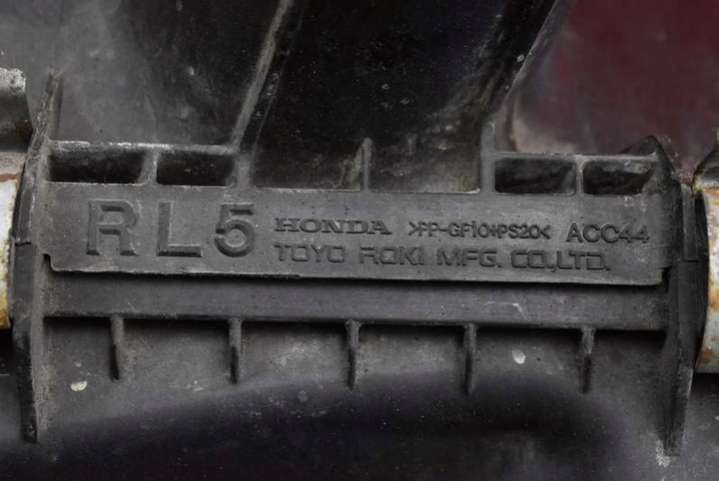 RL5 HONDA >PP-GF10+PS20< ACC44
TOYO ROKI MFG. CO.,LTD.